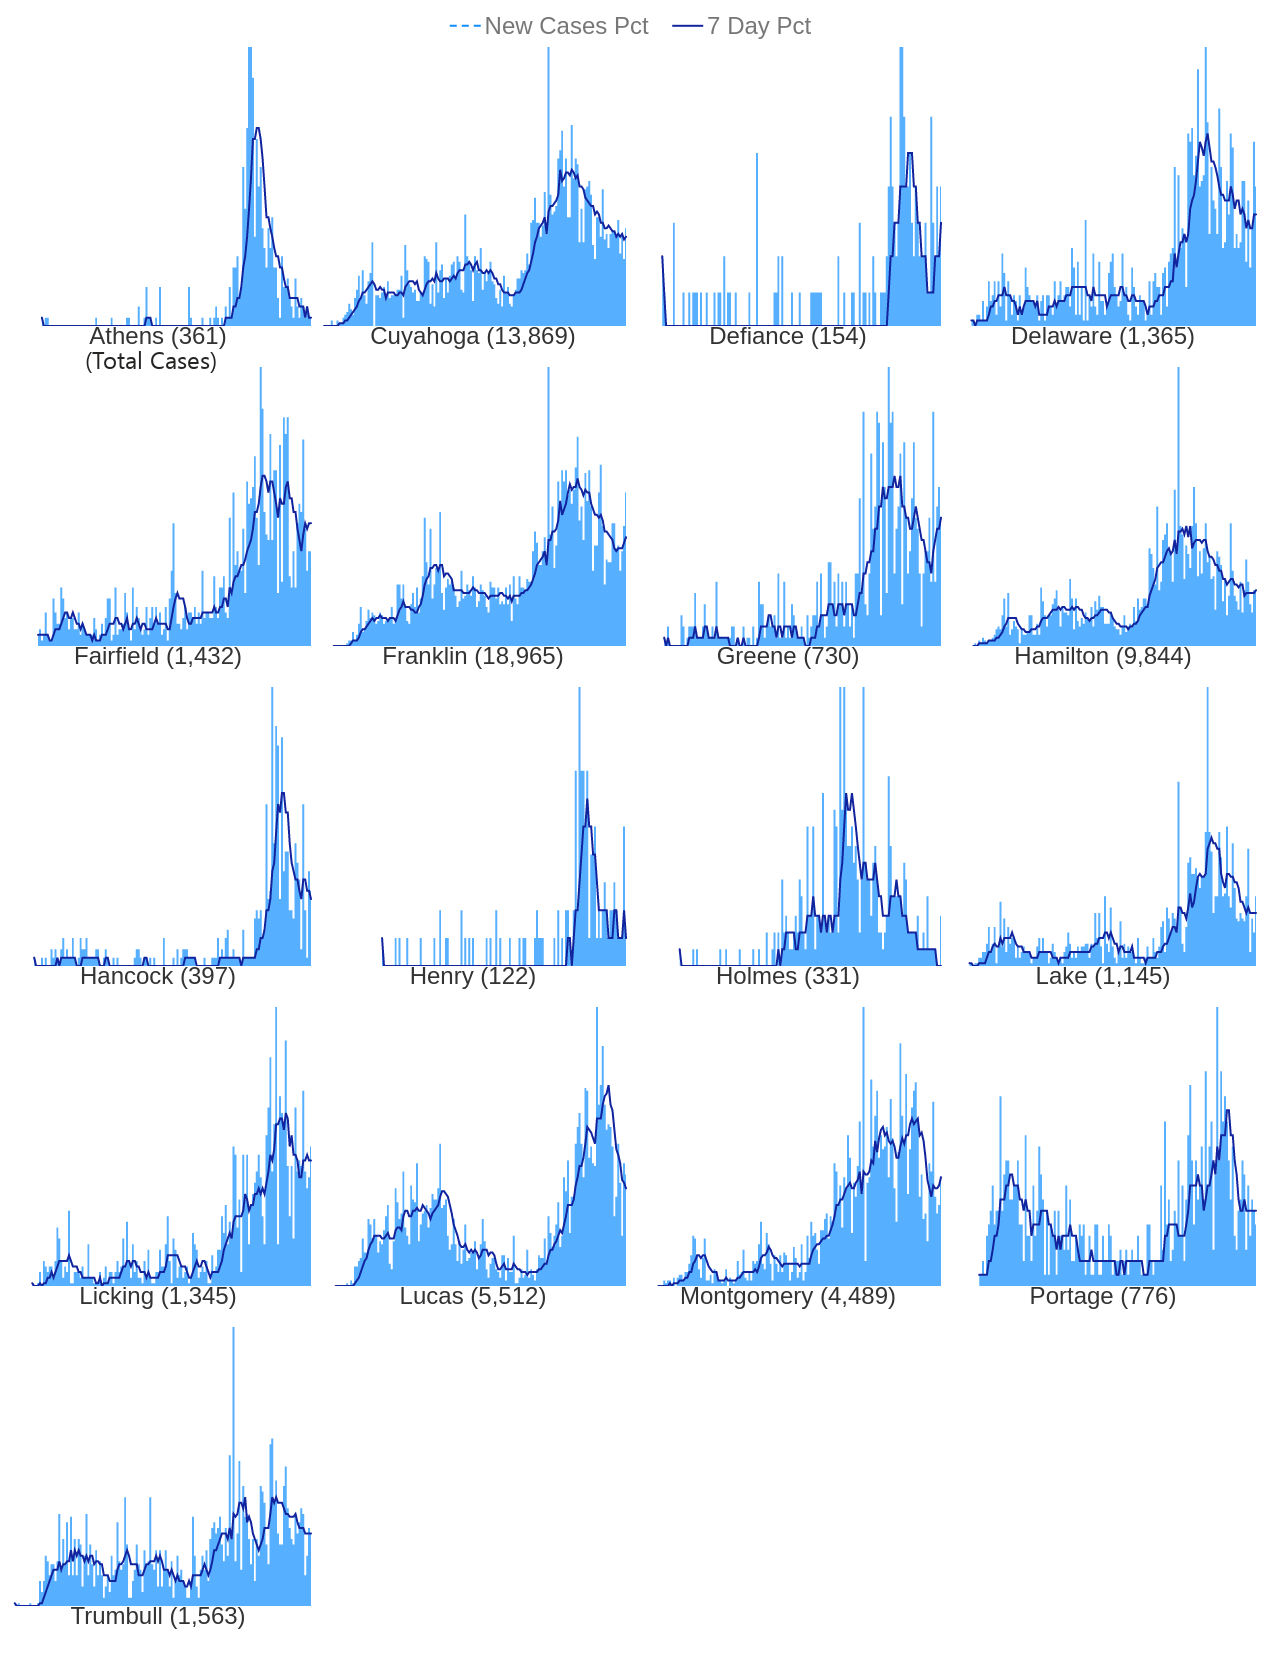 New Cases Pct 7 Day Pct
Athens (361) Cuyahoga (13,869) Defiance (154) Delaware (1,365)
(Total Cases)
Fairfield (1,432) Franklin (18,965) Greene (730) Hamilton (9,844)
Hancock (397) Henry (122) Holmes (331) Lake (1,145)
Licking (1,345) Lucas (5,512) Montgomery (4,489) Portage (776)
Trumbull (1,563)